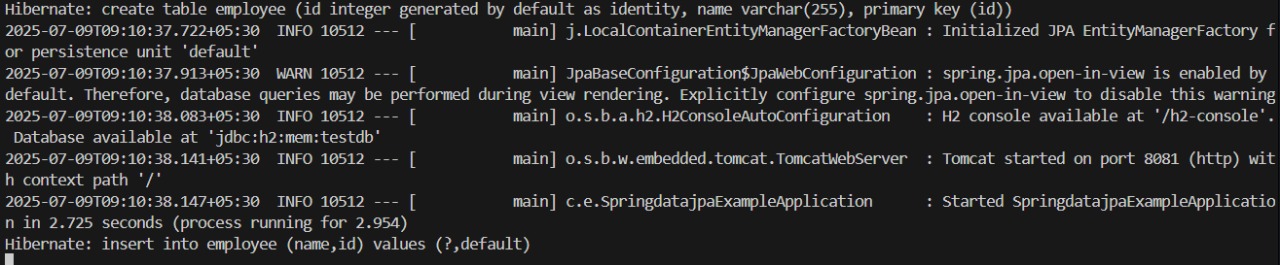 Hibernate: create table employee (id integer generated by default as identity, name varchar(255), primary key (id))
2025-07-09T09:10:37.722+05:30  INFO 10512 --- [           main] j.LocalContainerEntityManagerFactoryBean : Initialized JPA EntityManagerFactory f
or persistence unit 'default'
2025-07-09T09:10:37.913+05:30  WARN 10512 --- [           main] JpaBaseConfiguration$JpaWebConfiguration : spring.jpa.open-in-view is enabled by
default. Therefore, database queries may be performed during view rendering. Explicitly configure spring.jpa.open-in-view to disable this warning
2025-07-09T09:10:38.083+05:30  INFO 10512 --- [           main] o.s.b.a.h2.H2ConsoleAutoConfiguration    : H2 console available at '/h2-console'.
 Database available at 'jdbc:h2:mem:testdb'
2025-07-09T09:10:38.141+05:30  INFO 10512 --- [           main] o.s.b.w.embedded.tomcat.TomcatWebServer  : Tomcat started on port 8081 (http) wit
h context path '/'
2025-07-09T09:10:38.147+05:30  INFO 10512 --- [           main] c.e.SpringdatajpaExampleApplication      : Started SpringdatajpaExampleApplicatio
n in 2.725 seconds (process running for 2.954)
Hibernate: insert into employee (name,id) values (?,default)